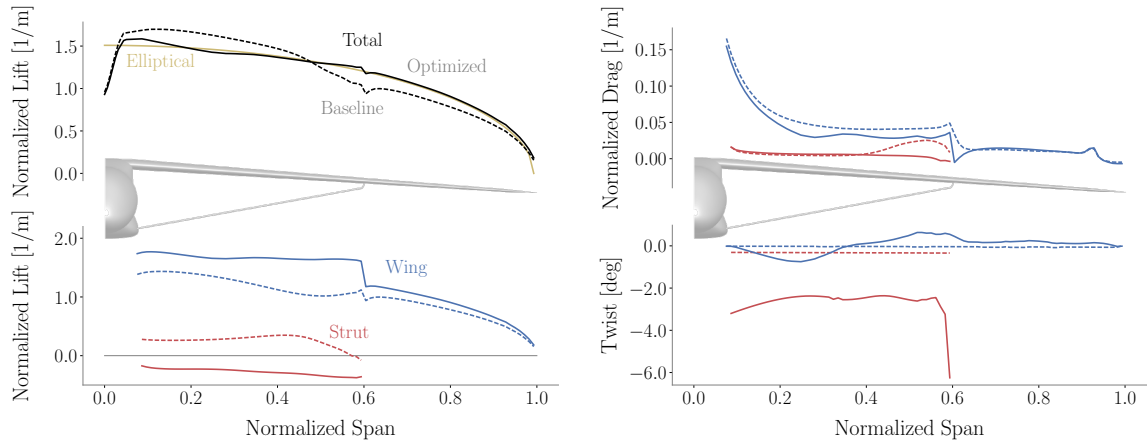 Normalized Lift [1/m]
1.5
1.0
0.5
0.0
Total
Elliptical
Optimized
Baseline
Normalized Lift [1/m]
2.0
1.0
0.0
Wing
Strut
0.0
0.2
0.4
0.6
0.8
1.0
Normalized Span
Normalized Drag [1/m]
0.15
0.10
0.05
0.00
Twist [deg]
0.0
−2.0
−4.0
−6.0
0.0
0.2
0.4
0.6
0.8
1.0
Normalized Span